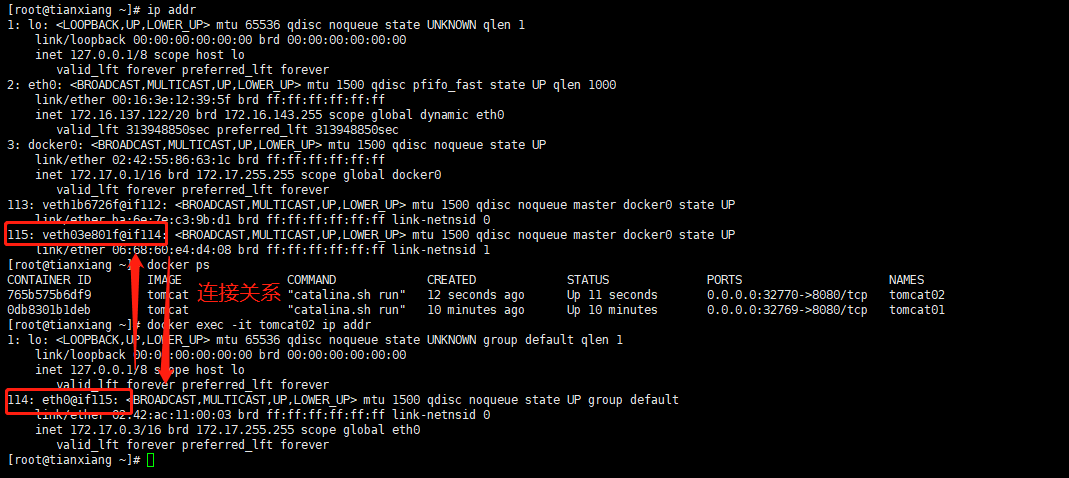 [root@tianxiang ~]# ip addr
1: lo: <LOOPBACK,UP,LOWER_UP> mtu 65536 qdisc noqueue state UNKNOWN qlen 1
    link/loopback 00:00:00:00:00:00 brd 00:00:00:00:00:00
    inet 127.0.0.1/8 scope host lo
       valid_lft forever preferred_lft forever
2: eth0: <BROADCAST,MULTICAST,UP,LOWER_UP> mtu 1500 qdisc pfifo_fast state UP qlen 1000
    link/ether 00:16:3e:12:39:5f brd ff:ff:ff:ff:ff:ff
    inet 172.16.137.122/20 brd 172.16.143.255 scope global dynamic eth0
       valid_lft 313948850sec preferred_lft 313948850sec
3: docker0: <BROADCAST,MULTICAST,UP,LOWER_UP> mtu 1500 qdisc noqueue state UP
    link/ether 02:42:55:86:63:1c brd ff:ff:ff:ff:ff:ff
    inet 172.17.0.1/16 brd 172.17.255.255 scope global docker0
       valid_lft forever preferred_lft forever
113: veth1b6726f@if112: <BROADCAST,MULTICAST,UP,LOWER_UP> mtu 1500 qdisc noqueue master docker0 state UP
    link/ether ba:6e:7e:c3:9b:d1 brd ff:ff:ff:ff:ff:ff link-netnsid 0
115: veth03e801f@if114: <BROADCAST,MULTICAST,UP,LOWER_UP> mtu 1500 qdisc noqueue master docker0 state UP
    link/ether 06:68:60:e4:d4:08 brd ff:ff:ff:ff:ff:ff link-netnsid 1
[root@tianxiang ~]# docker ps
CONTAINER ID        IMAGE               COMMAND             CREATED             STATUS              PORTS                     NAMES
765b575b6df9        tomcat              "catalina.sh run"   12 seconds ago      Up 11 seconds       0.0.0.0:32770->8080/tcp   tomcat02
连接关系
0db8301b1deb        tomcat              "catalina.sh run"   10 minutes ago      Up 10 minutes       0.0.0.0:32769->8080/tcp   tomcat01
[root@tianxiang ~]# docker exec -it tomcat02 ip addr
1: lo: <LOOPBACK,UP,LOWER_UP> mtu 65536 qdisc noqueue state UNKNOWN group default qlen 1
    link/loopback 00:00:00:00:00:00 brd 00:00:00:00:00:00
    inet 127.0.0.1/8 scope host lo
       valid_lft forever preferred_lft forever
114: eth0@if115: <BROADCAST,MULTICAST,UP,LOWER_UP> mtu 1500 qdisc noqueue state UP group default
    link/ether 02:42:ac:11:00:03 brd ff:ff:ff:ff:ff:ff link-netnsid 0
    inet 172.17.0.3/16 brd 172.17.255.255 scope global eth0
       valid_lft forever preferred_lft forever
[root@tianxiang ~]#